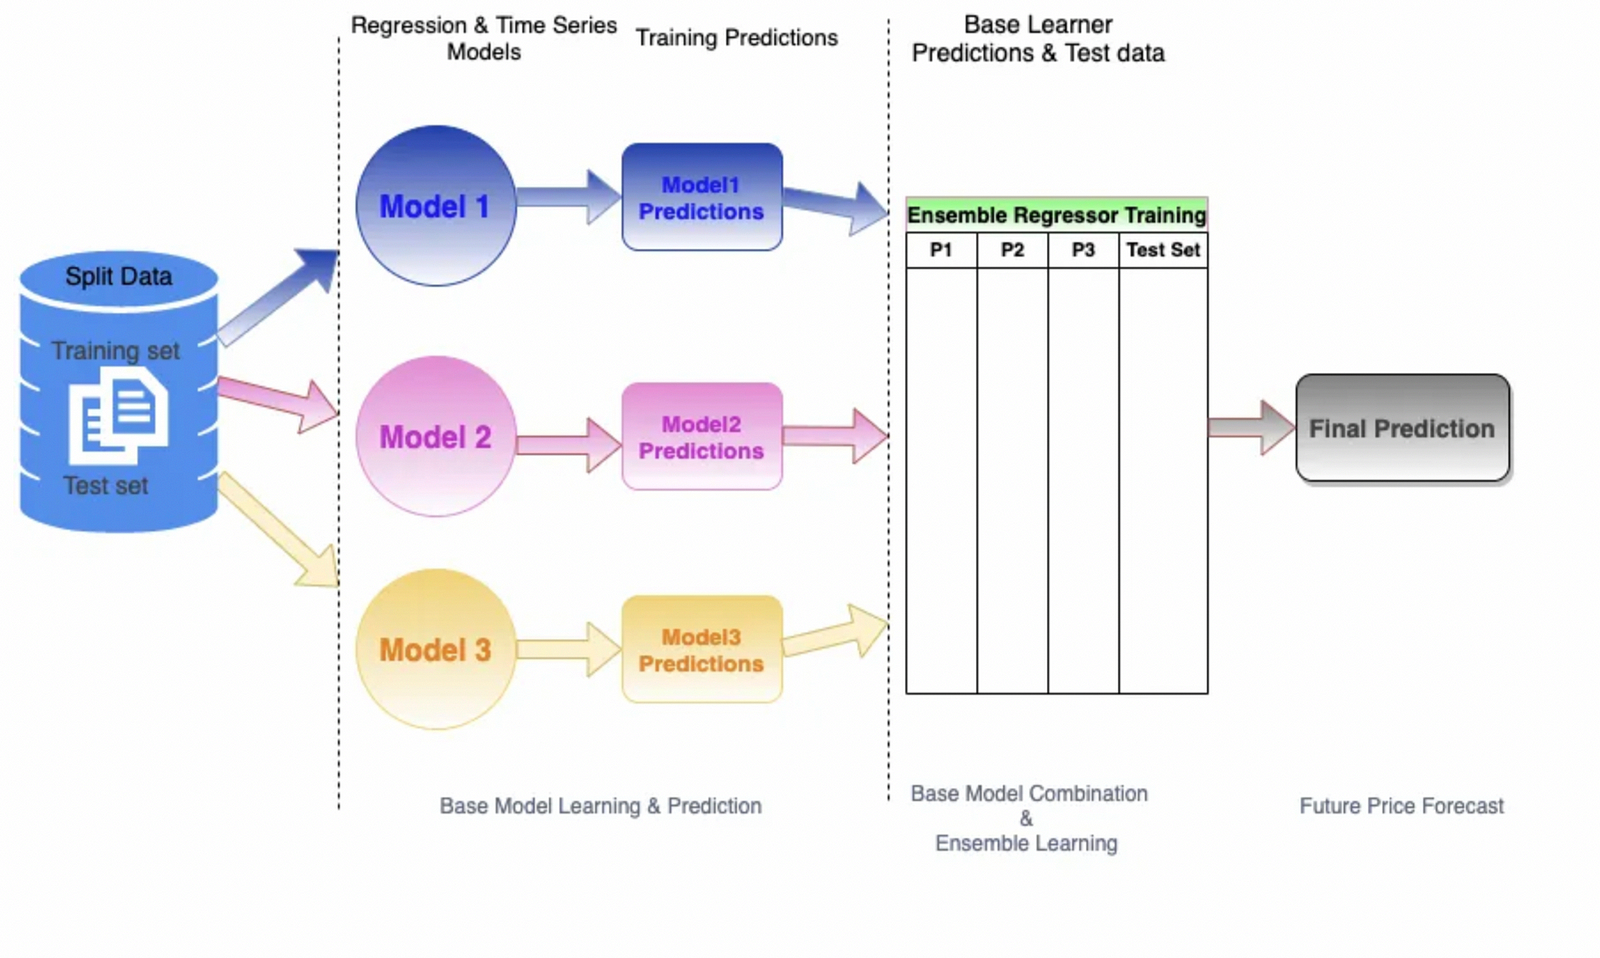 Regression & Time Series
Models
Training Predictions
Base Learner
Predictions & Test data
Split Data
Training set
Test set
Model 1
Model1
Predictions
Model 2
Model2
Predictions
Model 3
Model3
Predictions
Ensemble Regressor Training
P1 P2 P3 Test Set
Final Prediction
Base Model Learning & Prediction
Base Model Combination
&
Ensemble Learning
Future Price Forecast